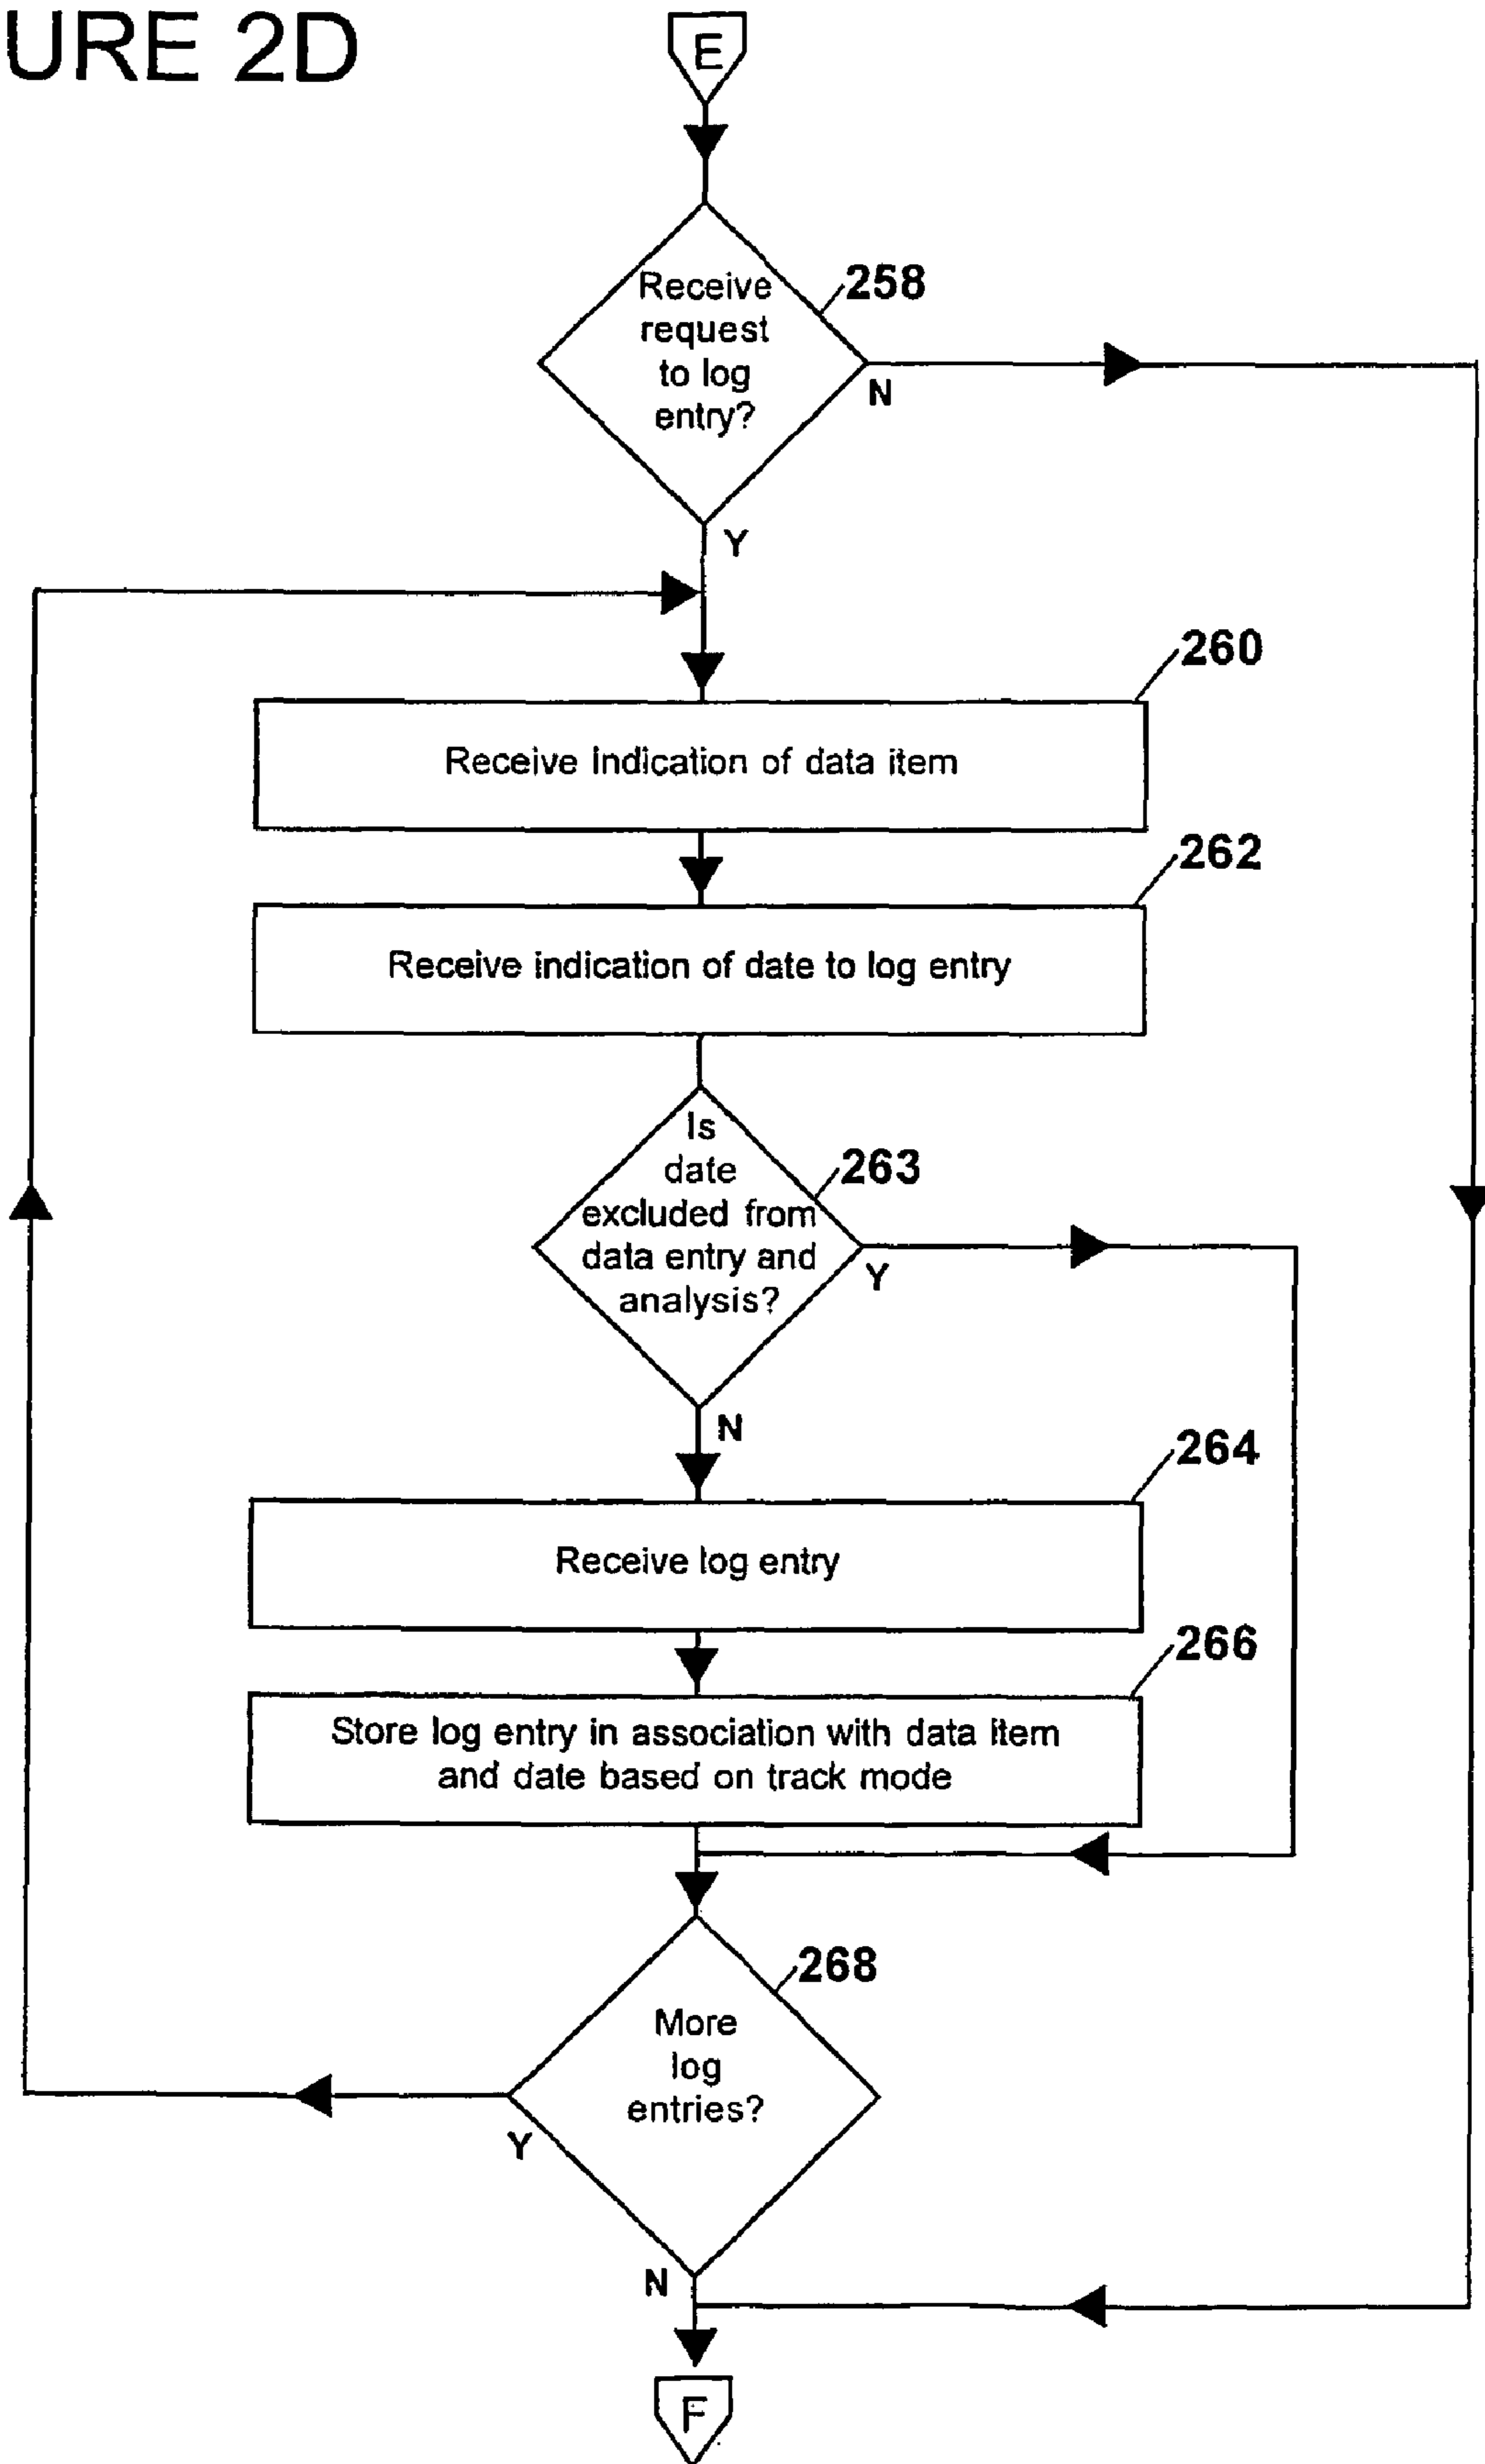 URE 2D
E
Receive
request
to log
entry?
258
N
Y
260
Receive Indication of data item
262
Receive indication of date to log entry
Is
date
excluded from
data entry and
analysis?
263
Y
N
264
Receive log entry
266
Store log entry in association with data item
and date based on track mode
268
More
log
entries?
Y
N
F